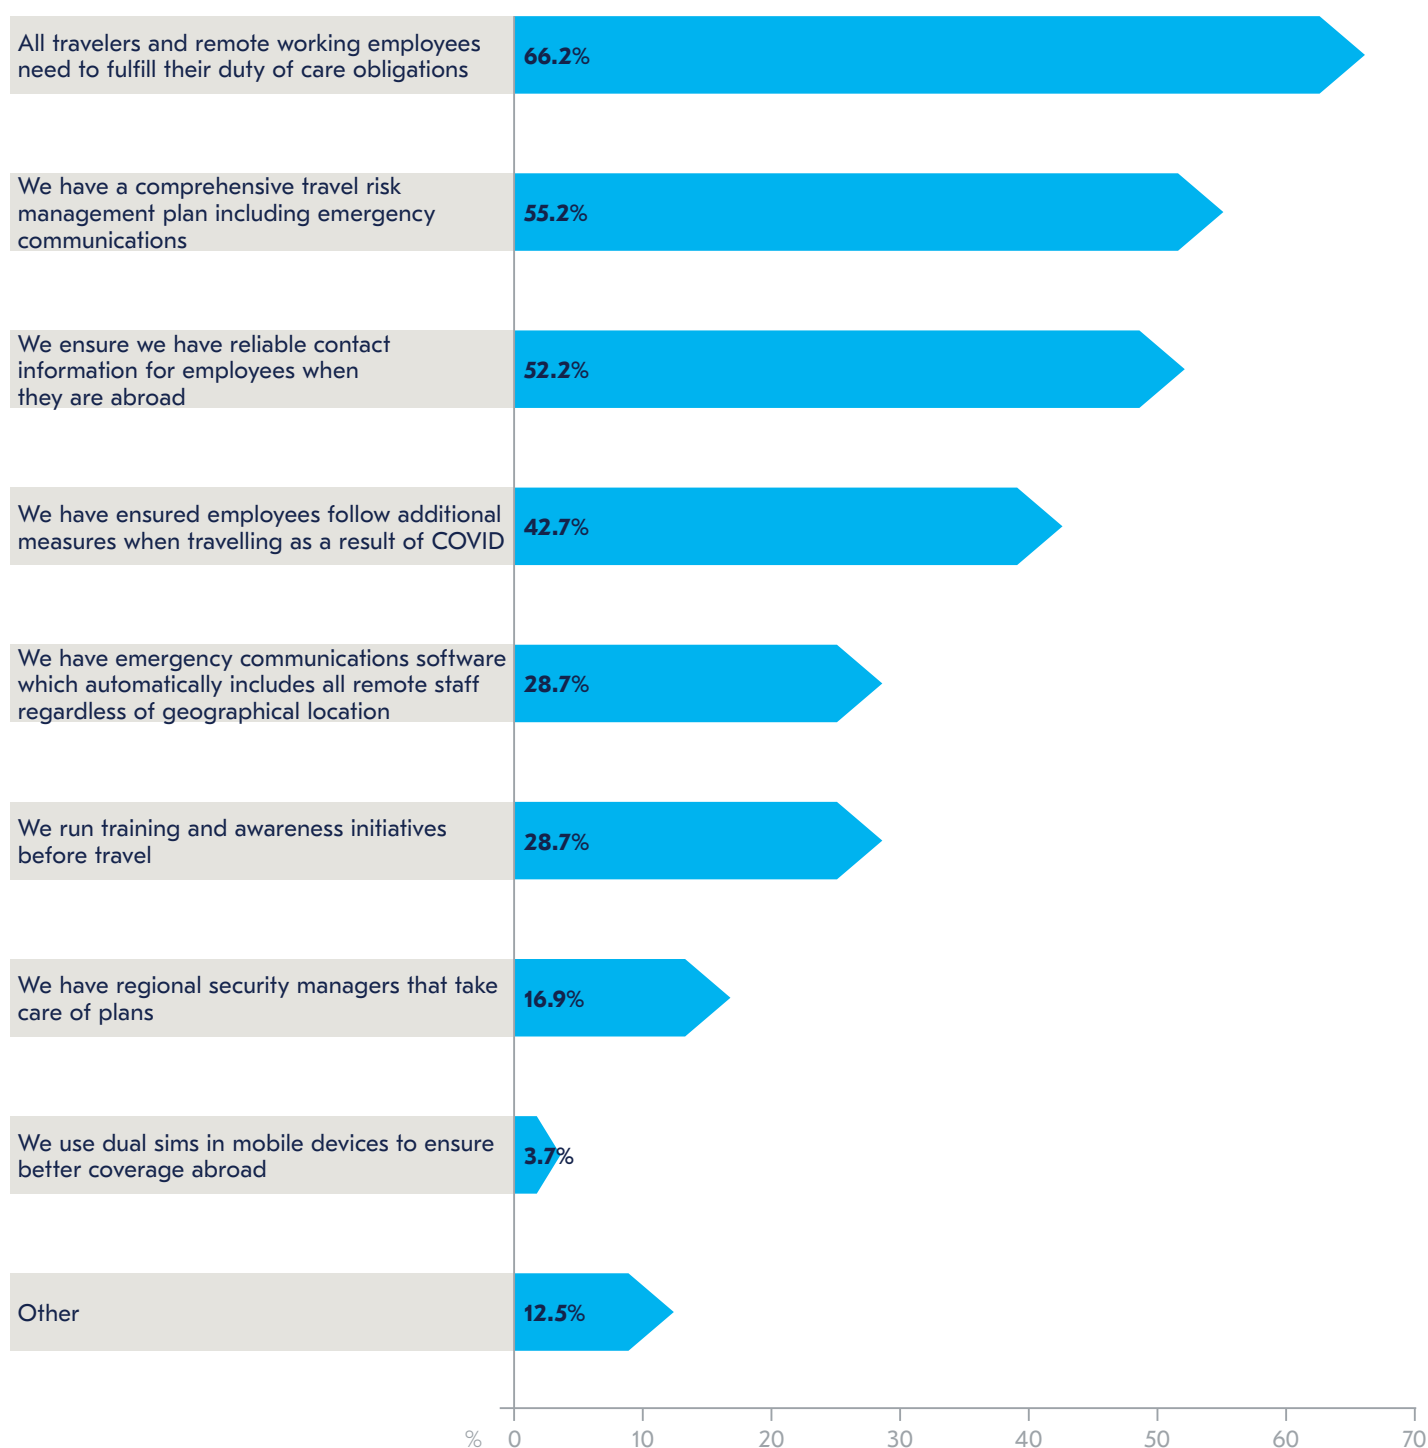 All travelers and remote working employees
need to fulfill their duty of care obligations
66.2%
We have a comprehensive travel risk
management plan including emergency
communications
55.2%
We ensure we have reliable contact
information for employees when
they are abroad
52.2%
We have ensured employees follow additional
measures when travelling as a result of COVID
42.7%
We have emergency communications software
which automatically includes all remote staff
regardless of geographical location
28.7%
We run training and awareness initiatives
before travel
28.7%
We have regional security managers that take
care of plans
16.9%
We use dual sims in mobile devices to ensure
better coverage abroad
3.7%
Other
12.5%
% 0 10 20 30 40 50 60 70